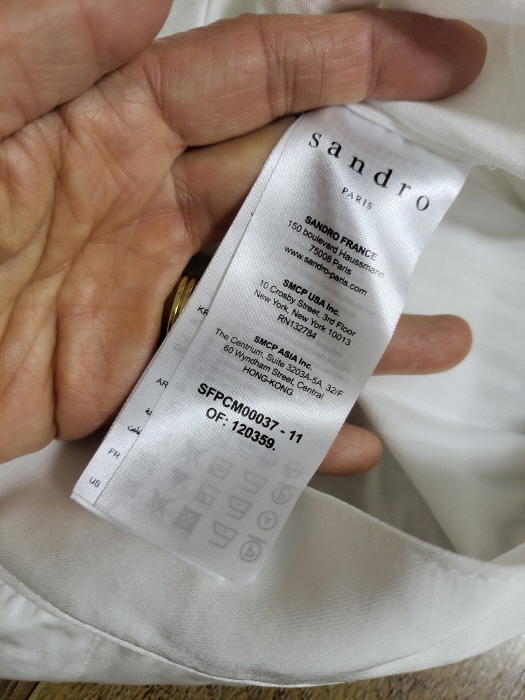 sandro
PARIS
SANDRO FRANCE
150 boulevard Haussmann
75008 Paris
www.sandro-paris.com
SMCP USA Inc.
10 Crosby Street, 3rd Floor
New York, New York 10013
RN132784
SMCP ASIA Inc.
The Centrium, Suite 3203A-5A, 32/F
60 Wyndham Street, Central
HONG-KONG
SFPCM00037 - 11
OF: 120359.
KR
AR
FR
US